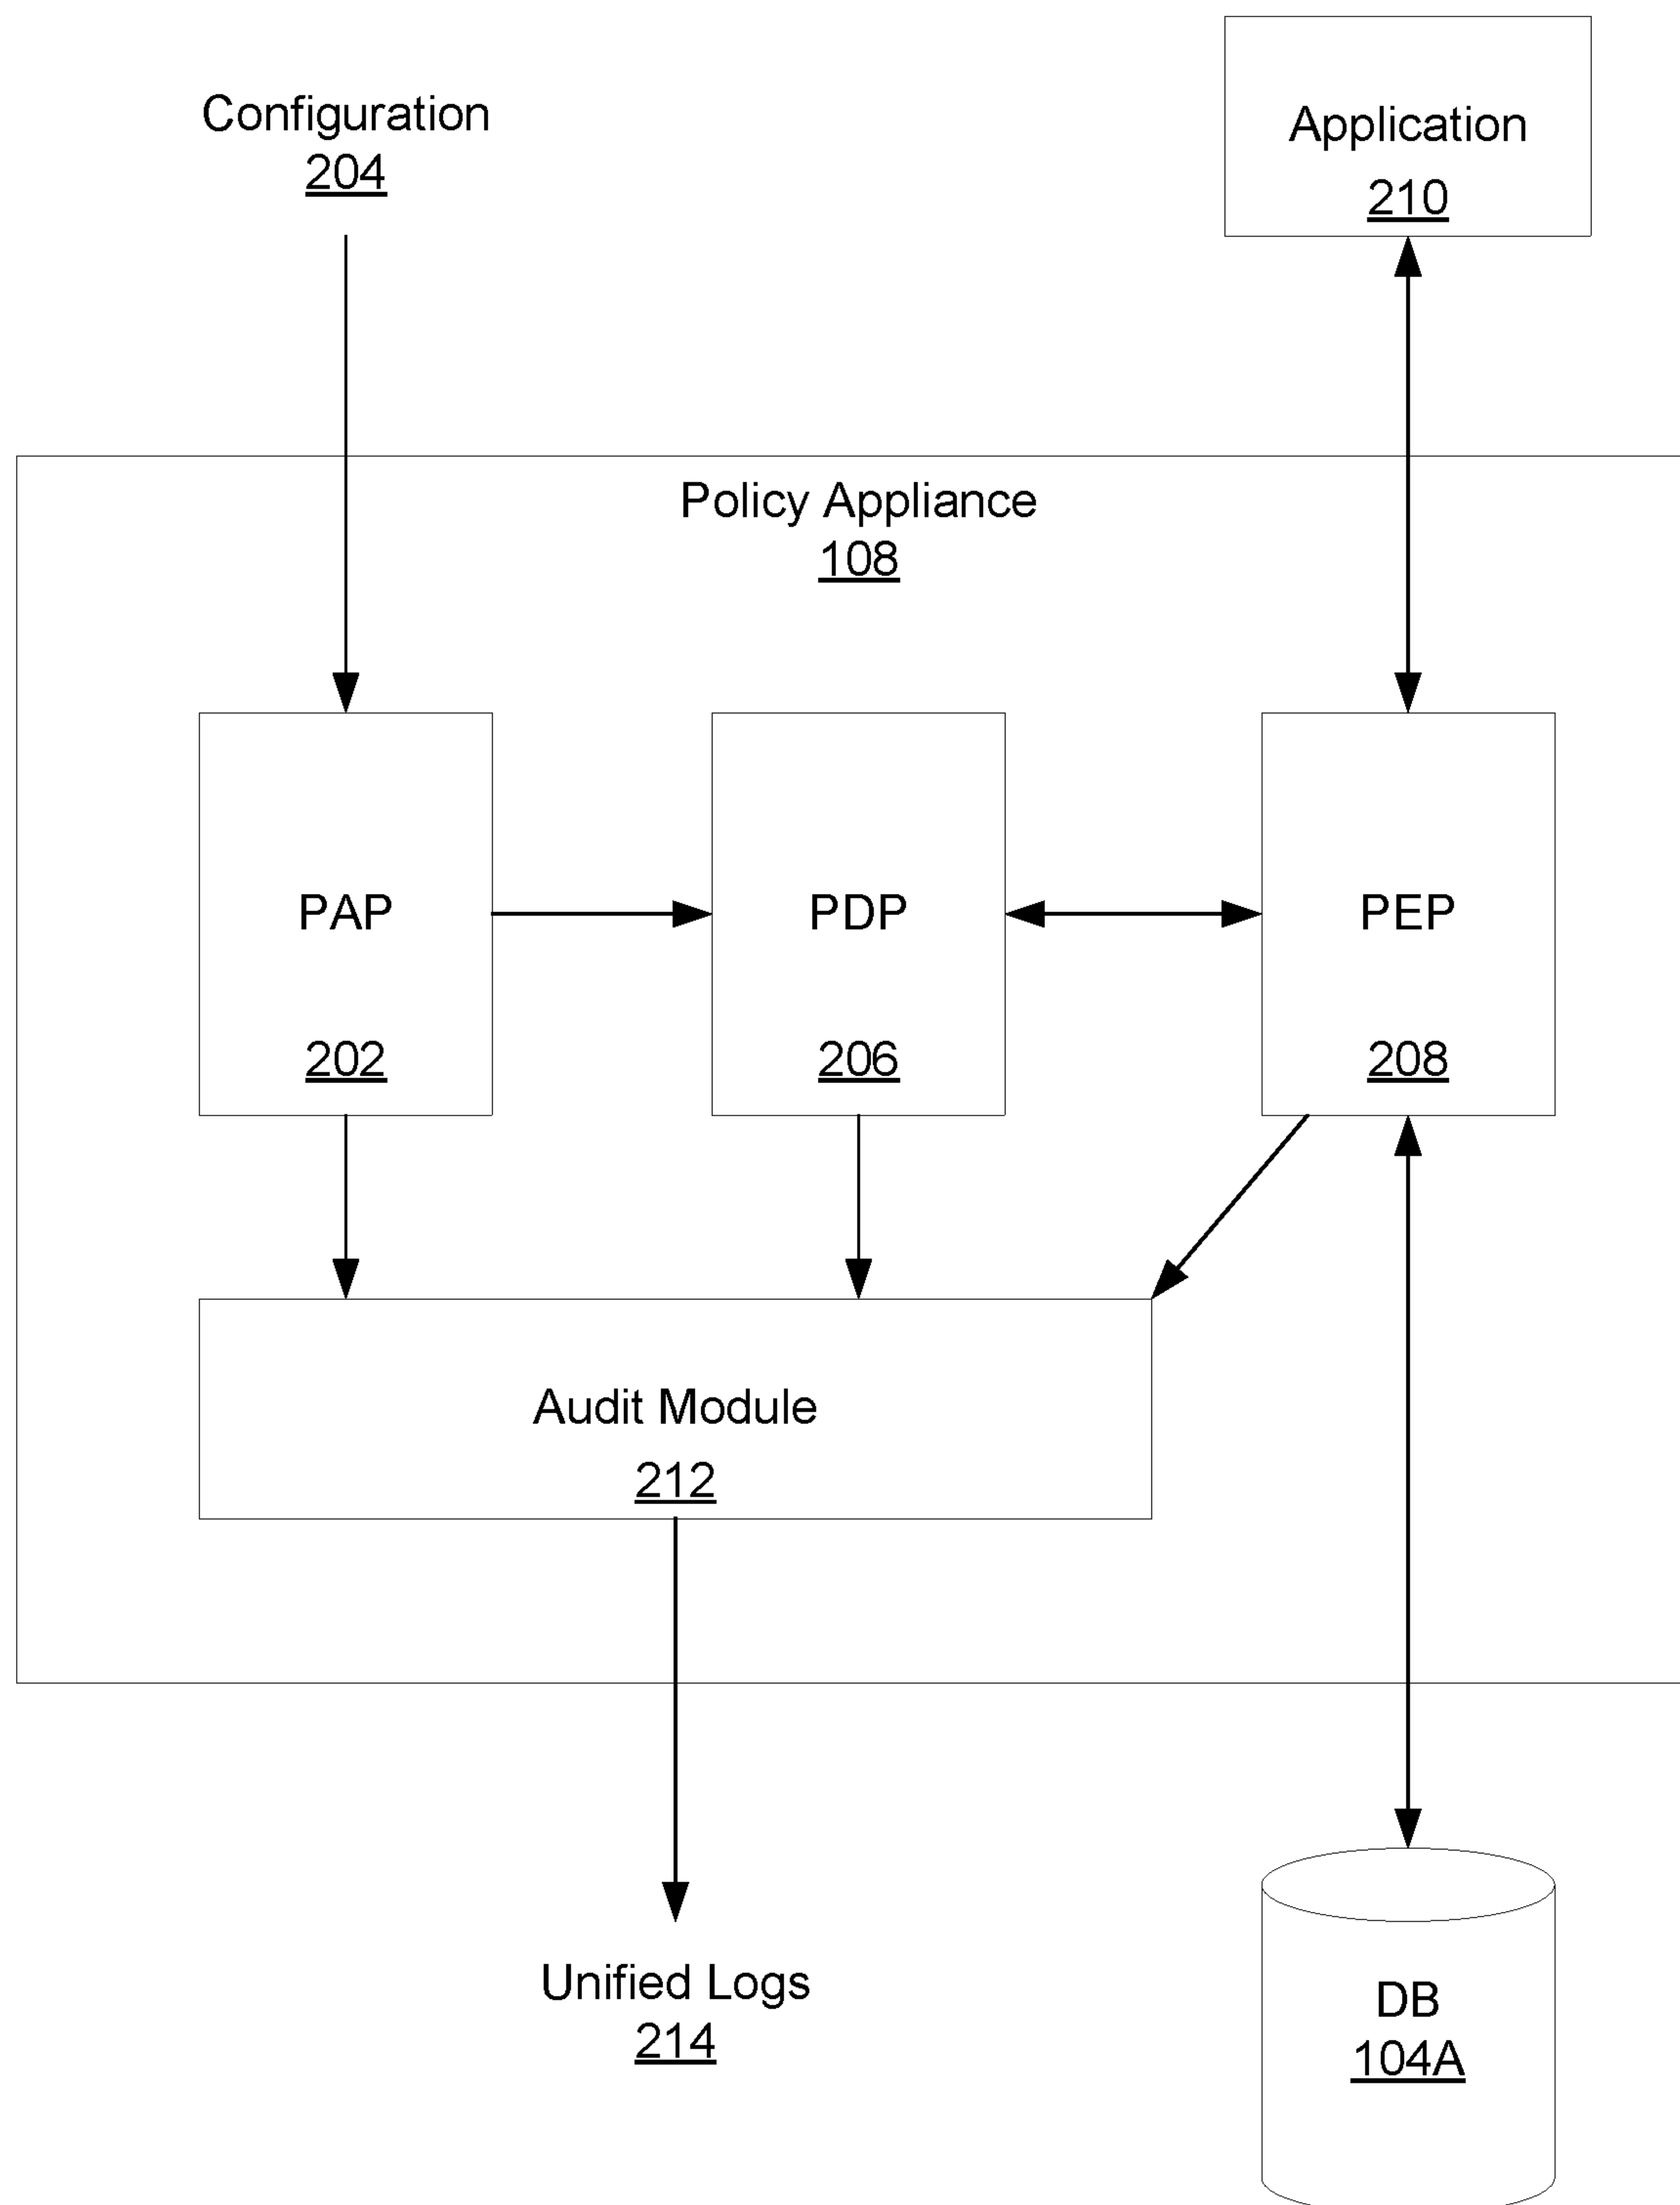 Configuration
204
Application
210
Policy Appliance
108
PAP
202
PDP
206
PEP
208
Audit Module
212
Unified Logs
214
DB
104A